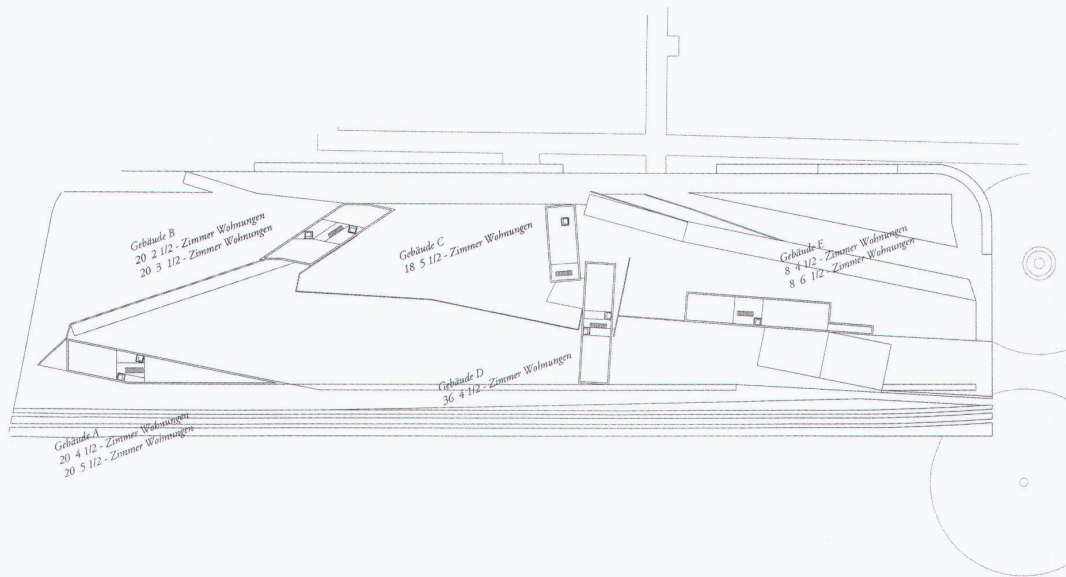 Gebäude B
20 2 1/2 - Zimmer Wohnungen
20 3 1/2 - Zimmer Wohnungen
Gebäude C
18 5 1/2 - Zimmer Wohnungen
Gebäude E
8 4 1/2 - Zimmer Wohnungen
8 6 1/2 - Zimmer Wohnungen
Gebäude D
36 4 1/2 - Zimmer Wohnungen
Gebäude A
20 4 1/2 - Zimmer Wohnungen
20 5 1/2 - Zimmer Wohnungen